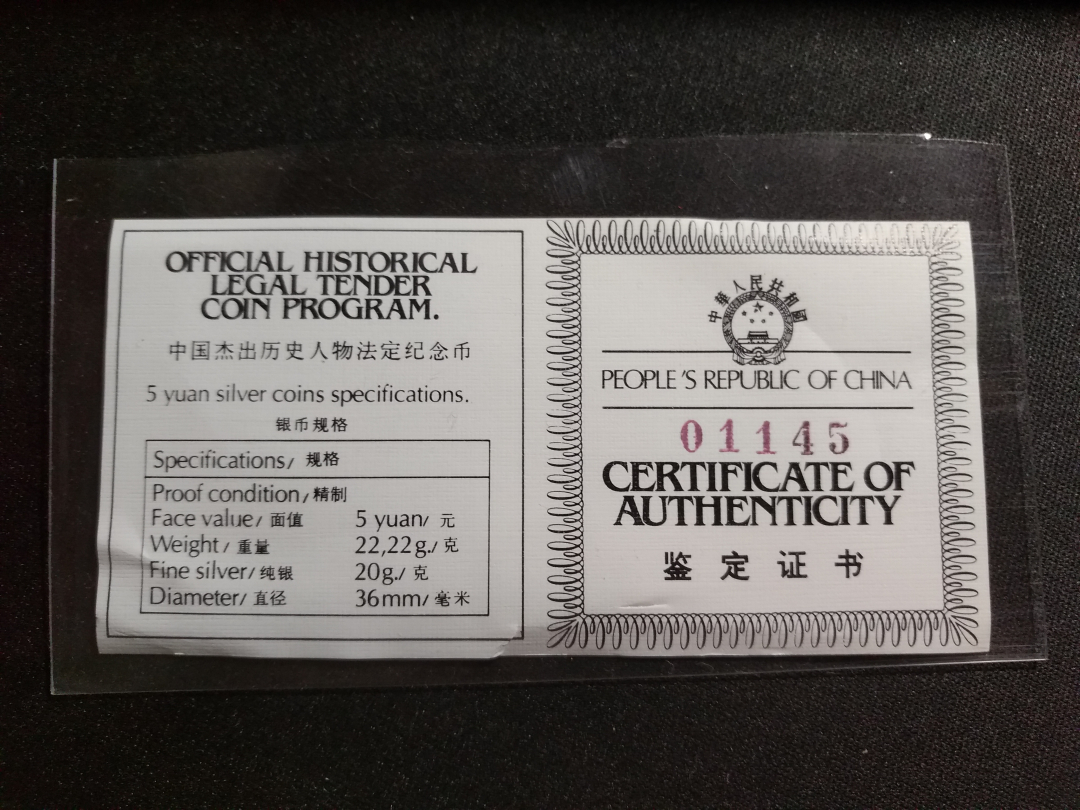 OFFICIAL HISTORICAL
LEGAL TENDER
COIN PROGRAM.
中国杰出历史人物法定纪念币
5 yuan silver coins specifications.
银币规格
Specifications/ 规格
Proof condition/精制
Face value/ 面值 5 yuan/ 元
Weight/ 重量 22,22g./ 克
Fine silver/纯银 20g./ 克
Diameter/ 直径 36mm/ 毫米
中華人民共和國
PEOPLE'S REPUBLIC OF CHINA
01145
CERTIFICATE OF
AUTHENTICITY
鉴定证书